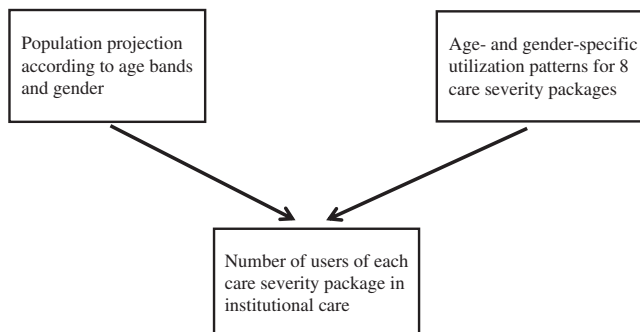 Population projection
according to age bands
and gender
Age- and gender-specific
utilization patterns for 8
care severity packages
Number of users of each
care severity package in
institutional care